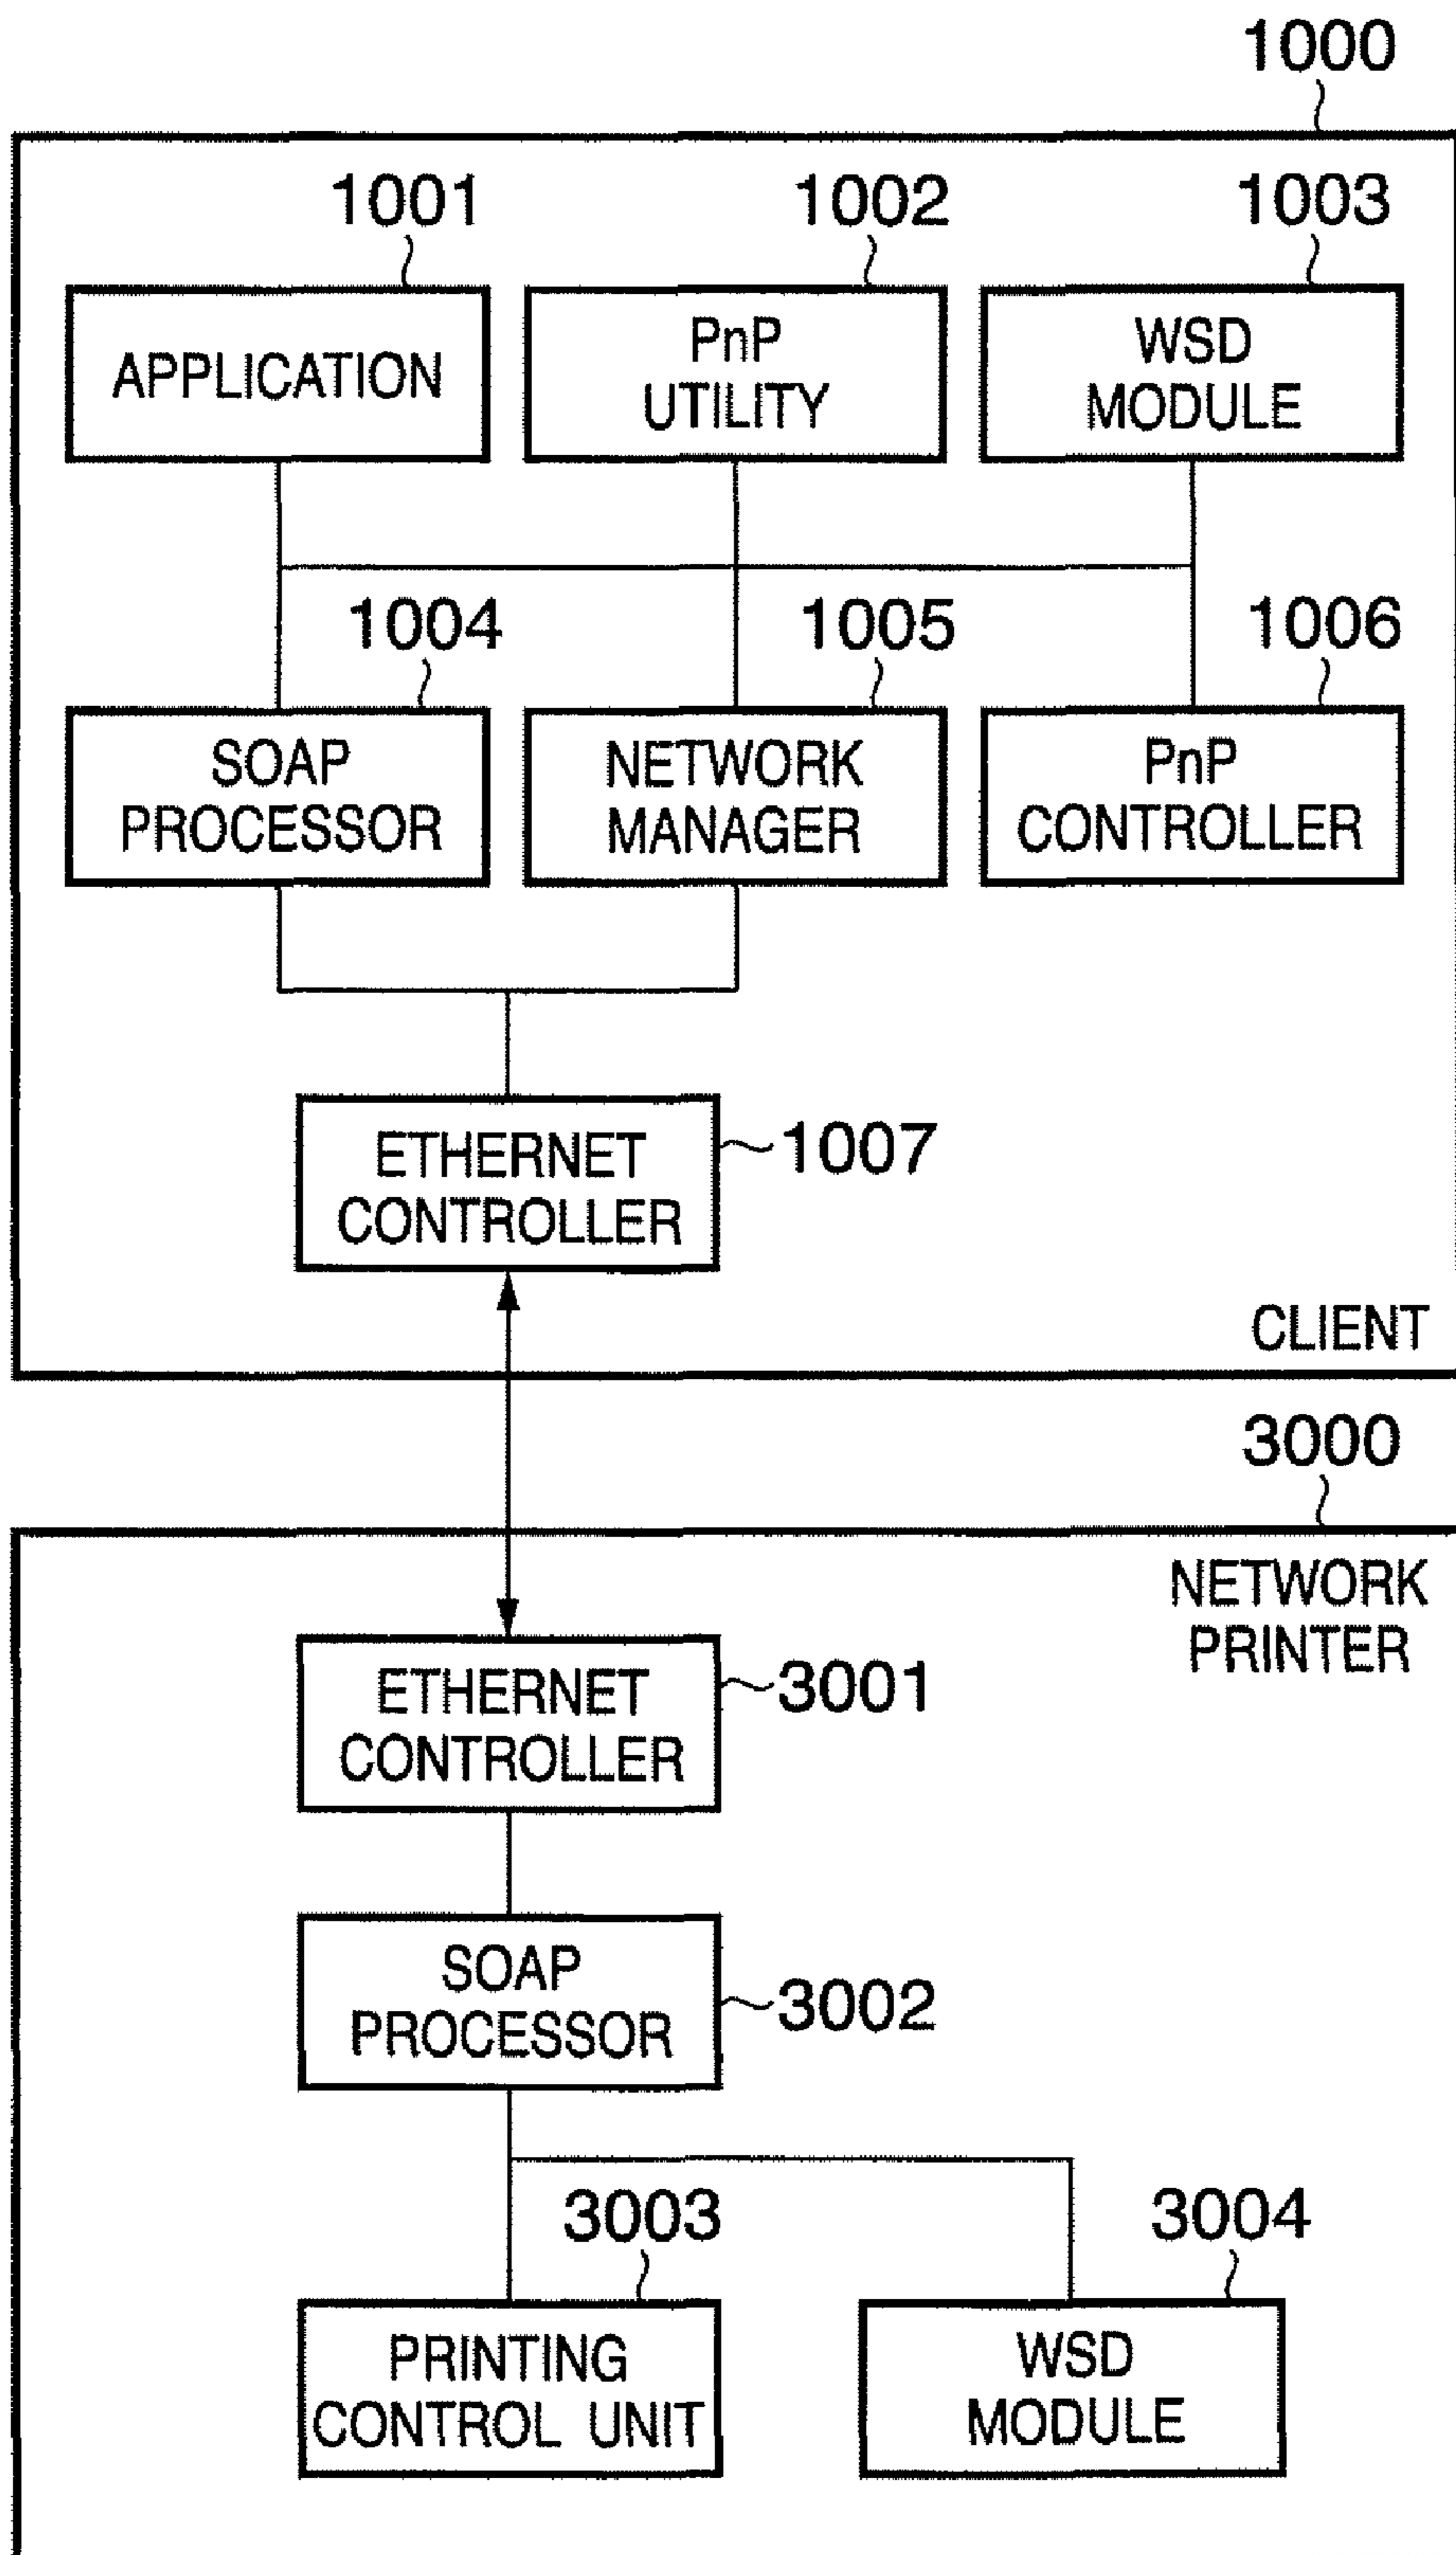 1000
1001
1002
1003
APPLICATION
PnP
UTILITY
WSD
MODULE
1004
1005
1006
SOAP
PROCESSOR
NETWORK
MANAGER
PnP
CONTROLLER
ETHERNET
CONTROLLER
1007
CLIENT
3000
NETWORK
PRINTER
ETHERNET
CONTROLLER
3001
SOAP
PROCESSOR
3002
3003
3004
PRINTING
CONTROL UNIT
WSD
MODULE